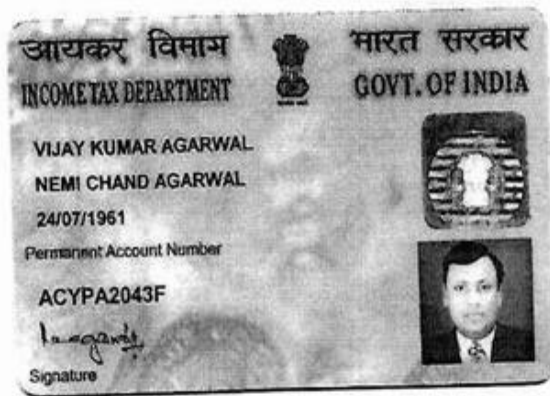 आयकर विभाग
भारत सरकार
INCOME TAX DEPARTMENT
GOVT. OF INDIA
VIJAY KUMAR AGARWAL
NEMI CHAND AGARWAL
24/07/1961
Permanent Account Number
ACYPA2043F
Signature